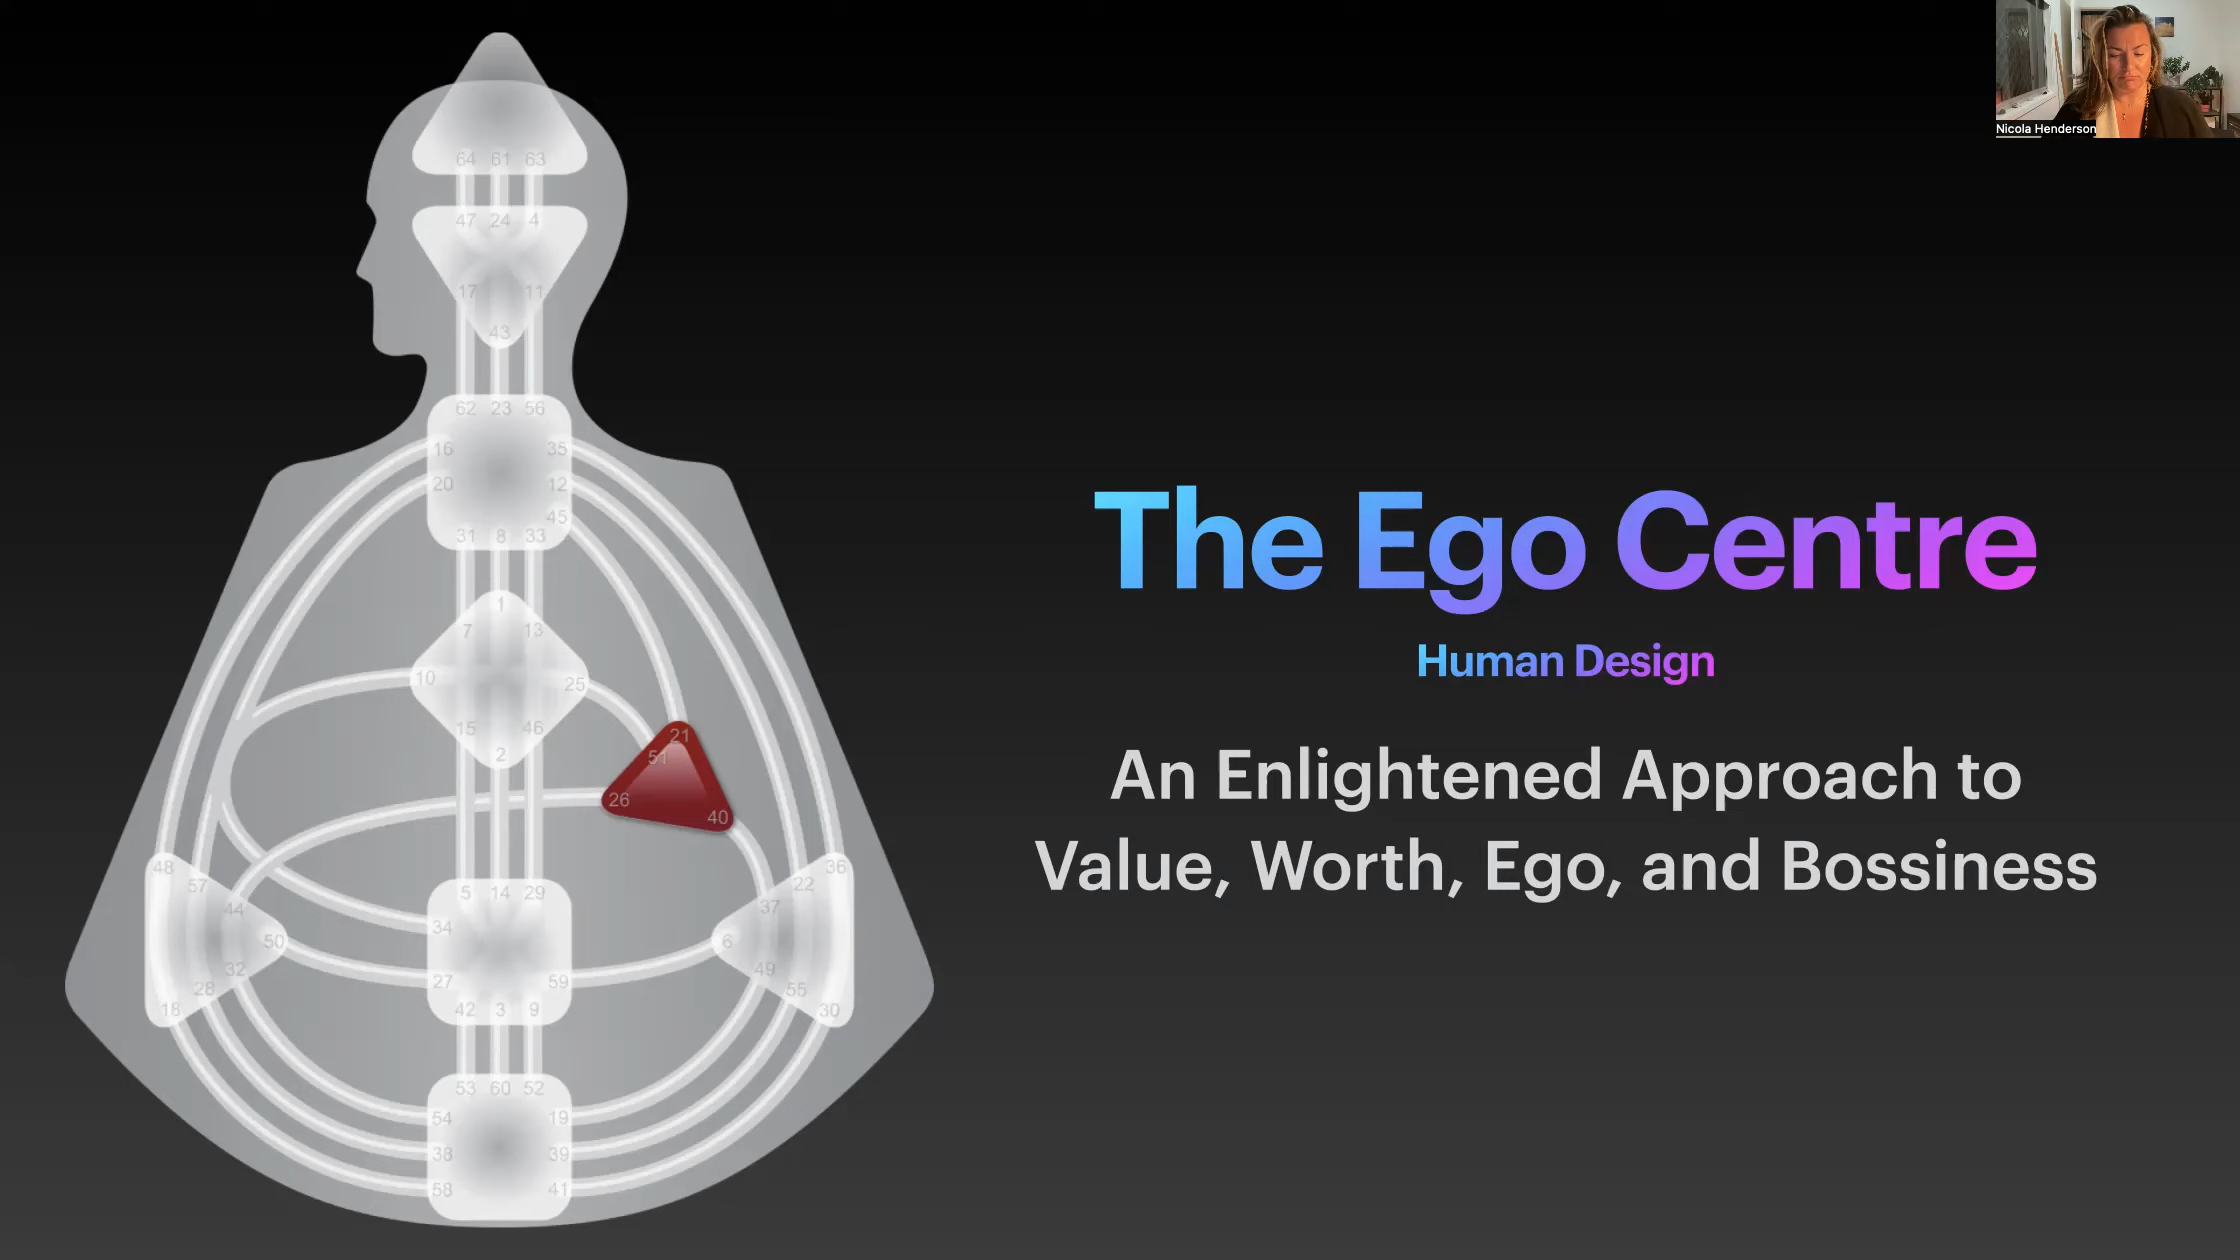 Nicola Henderson
64 61 63
47 24 4
17 11
43
62 23 56
16 35
20 12
45
31 8 33
1
7 13
10 25
15 46
2
21
51
26
40
48 36
57 22
44 37
50 6
32 49
28 55
18 30
5 14 29
34
27 59
42 3 9
53 60 52
54 19
38 39
58 41
The Ego Centre
Human Design
An Enlightened Approach to
Value, Worth, Ego, and Bossiness